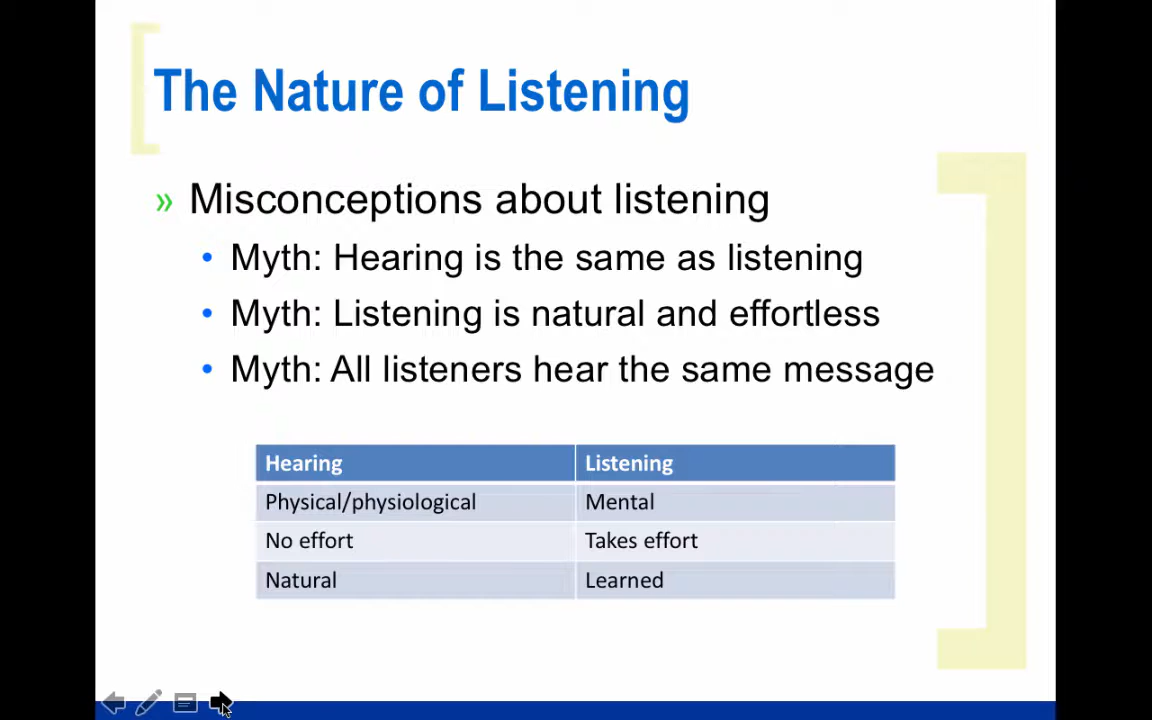 The Nature of Listening
» Misconceptions about listening
• Myth: Hearing is the same as listening
• Myth: Listening is natural and effortless
• Myth: All listeners hear the same message
Hearing Listening
Physical/physiological Mental
No effort Takes effort
Natural Learned